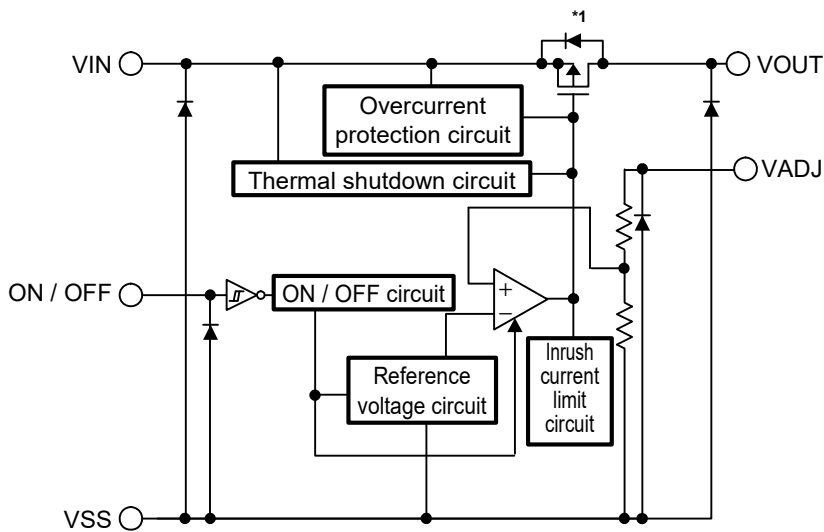 *1
VIN
VOUT
Overcurrent
protection circuit
Thermal shutdown circuit
VADJ
ON / OFF
ON / OFF circuit
+
−
Reference
voltage circuit
Inrush
current
limit
circuit
VSS